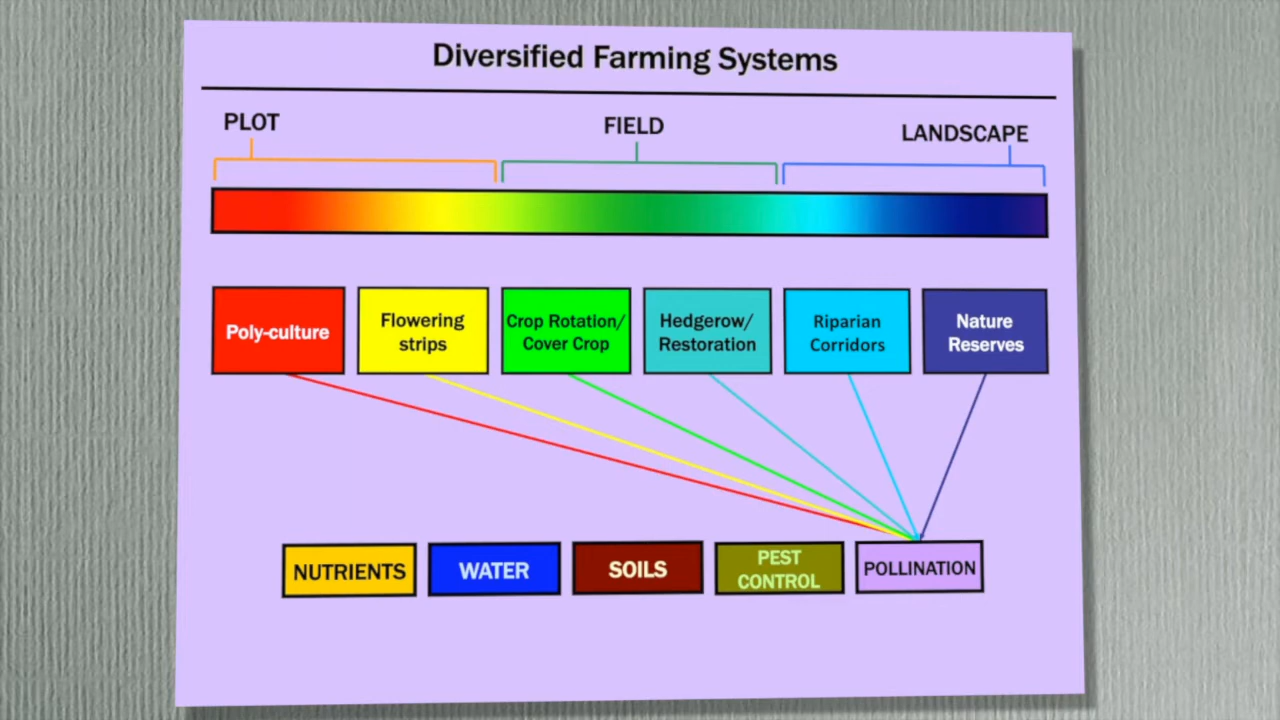 Diversified Farming Systems
PLOT
FIELD
LANDSCAPE
Poly-culture
Flowering
strips
Crop Rotation/
Cover Crop
Hedgerow/
Restoration
Riparian
Corridors
Nature
Reserves
NUTRIENTS
WATER
SOILS
PEST
CONTROL
POLLINATION